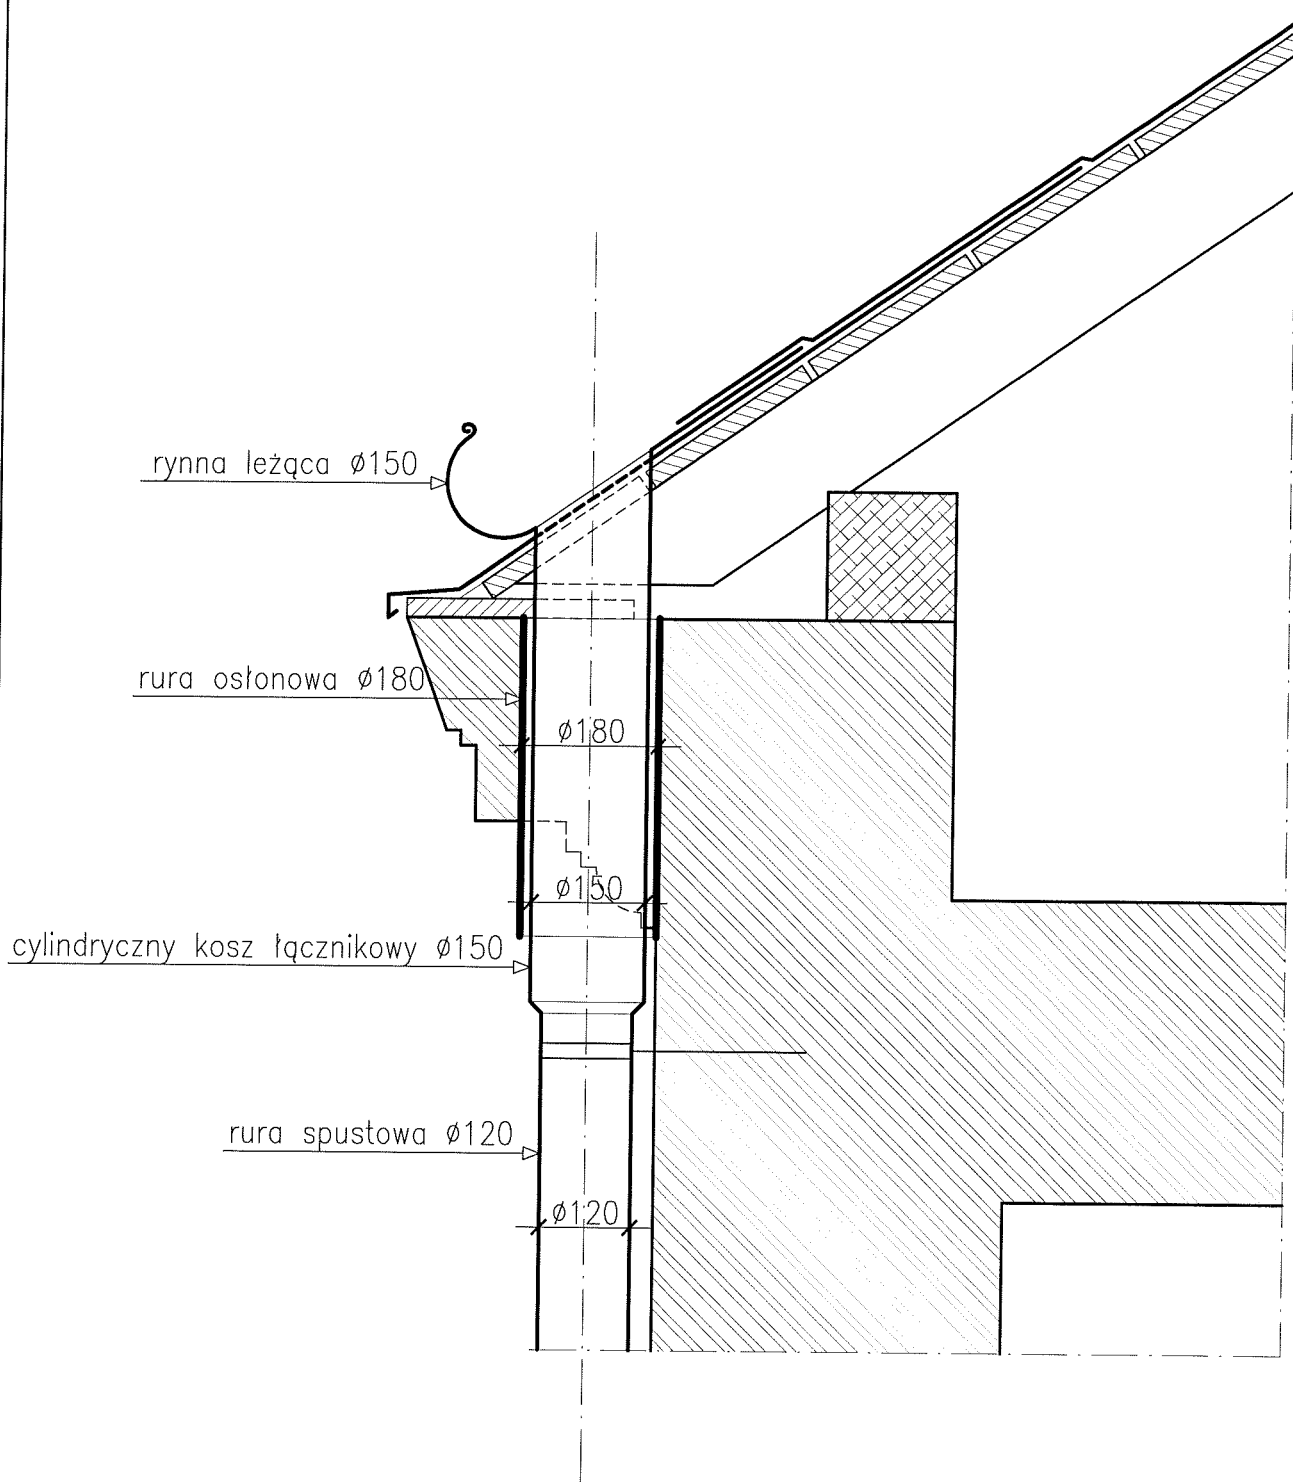 rynna leżąca ø150
rura osłonowa ø180
ø180
ø150
cylindryczny kosz łącznikowy ø150
rura spustowa ø120
ø120